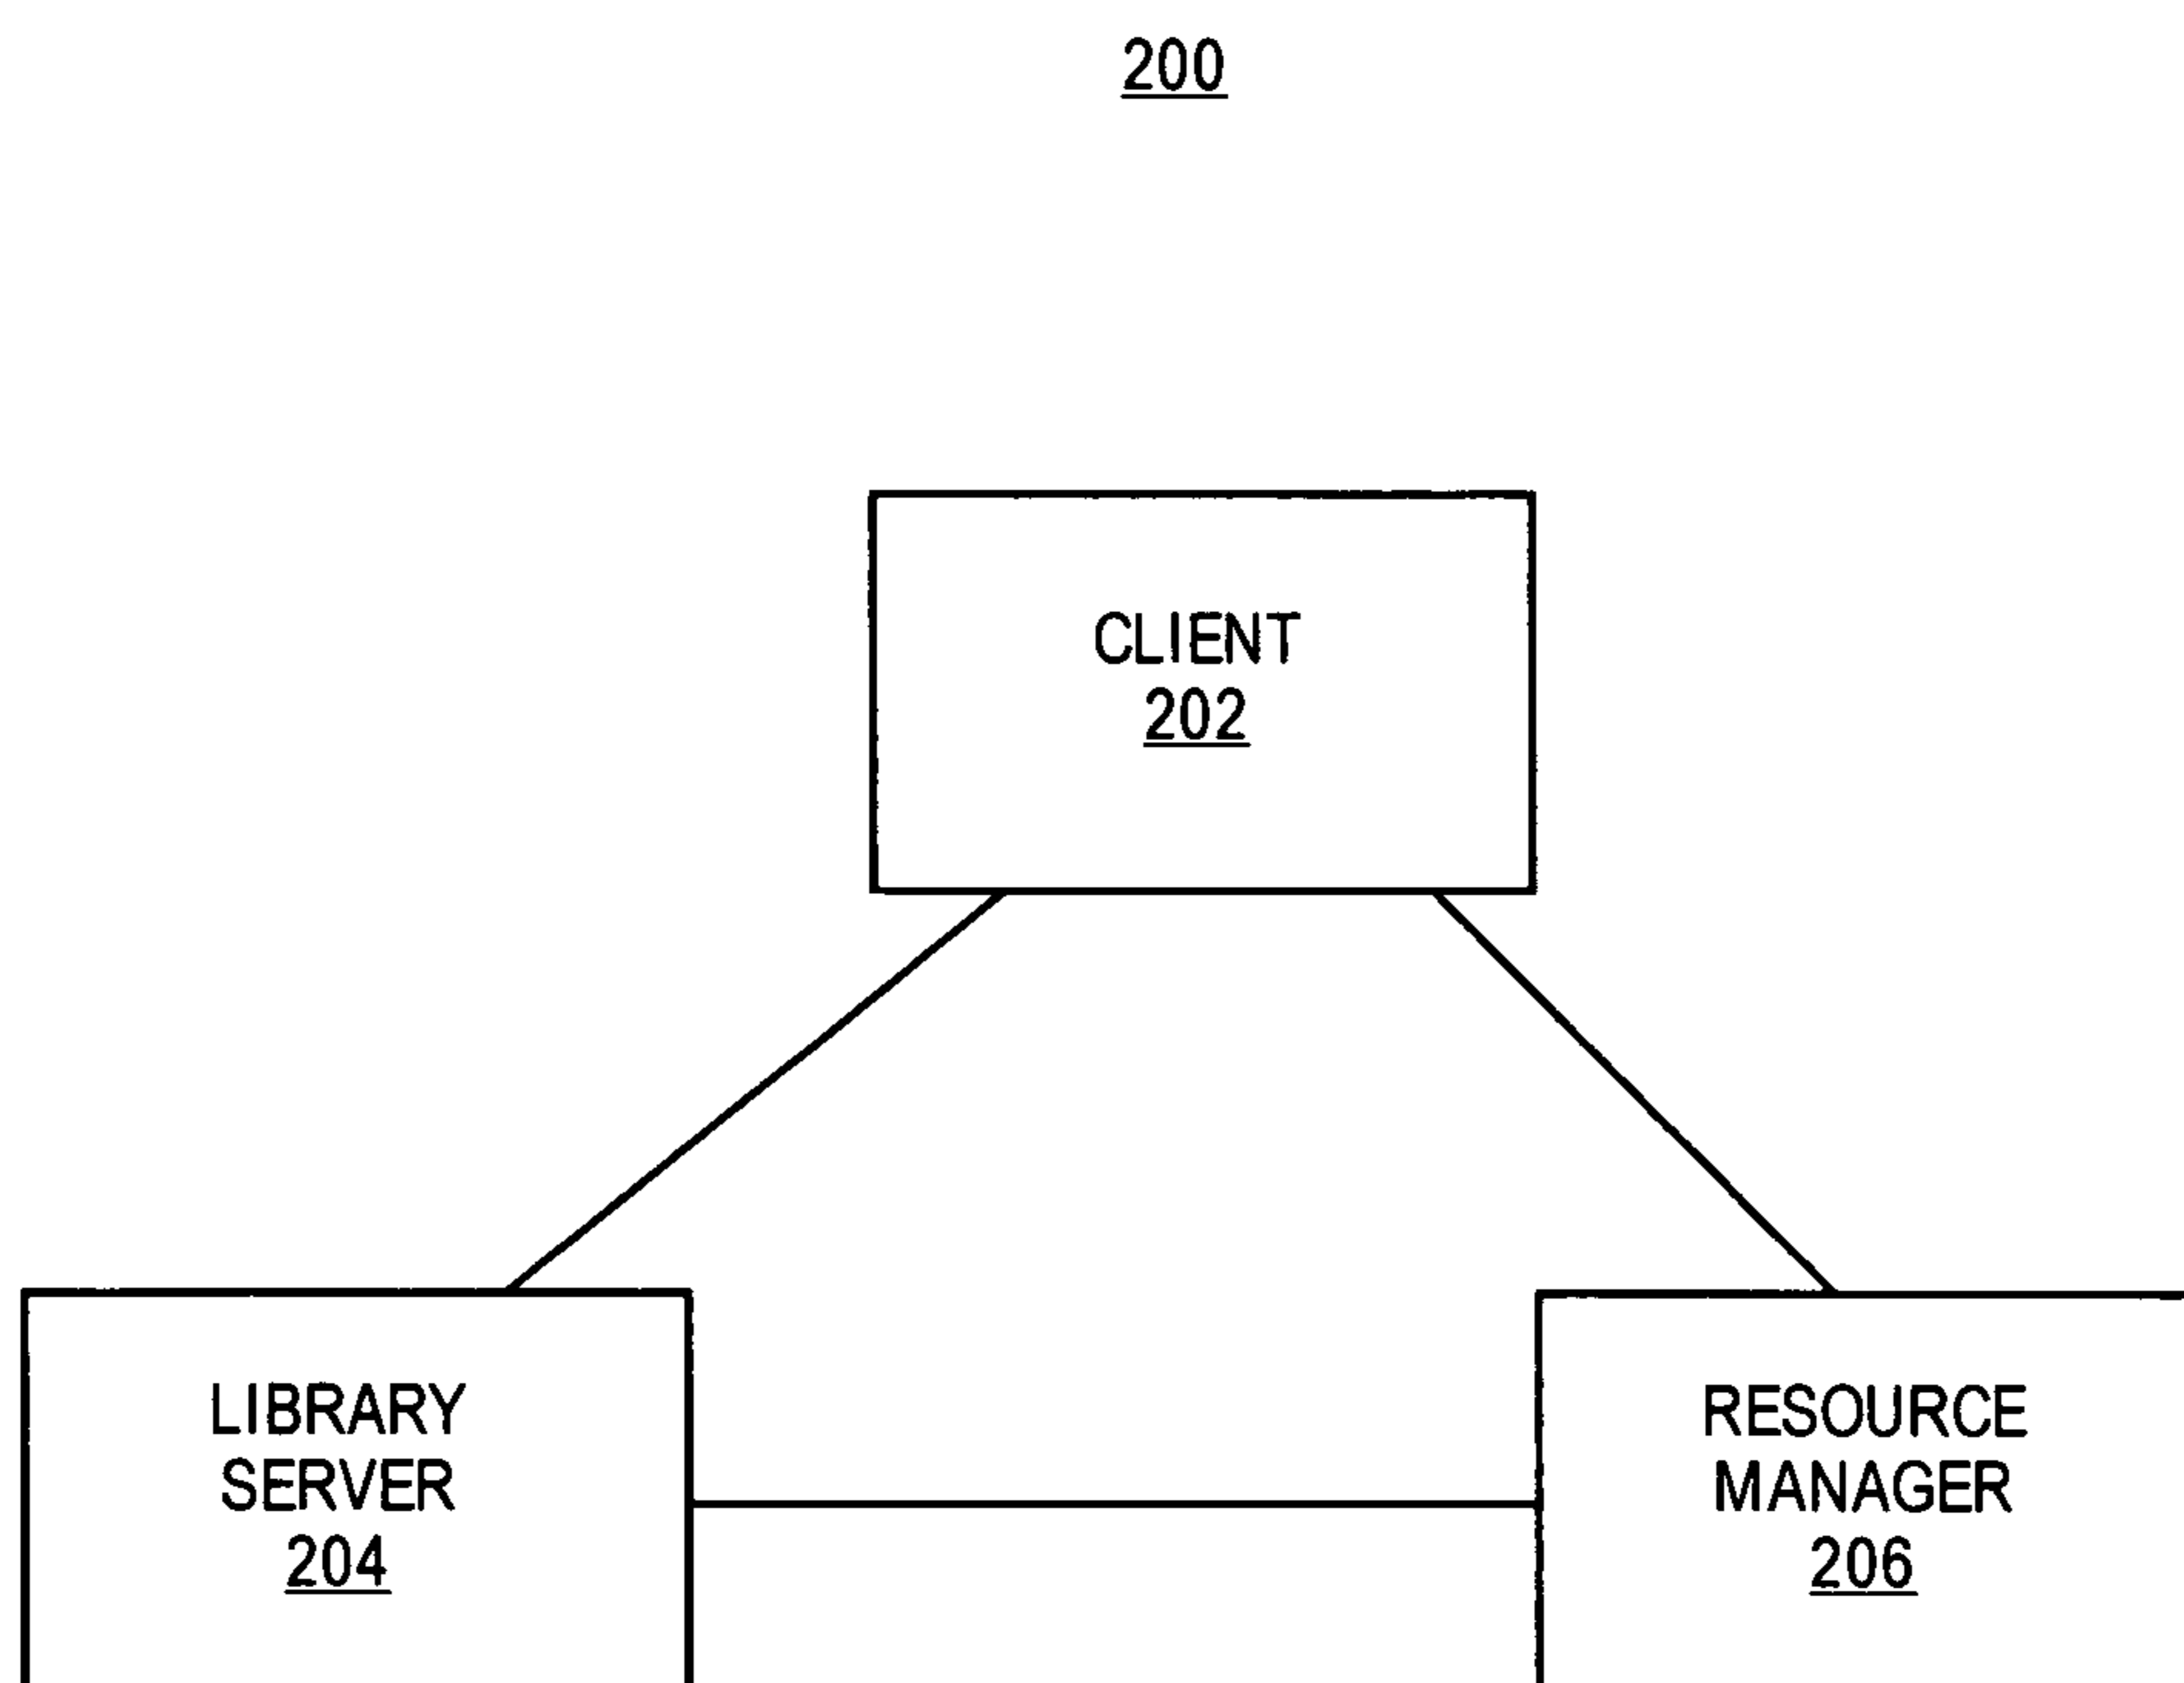 200
CLIENT
202
LIBRARY
SERVER
204
RESOURCE
MANAGER
206